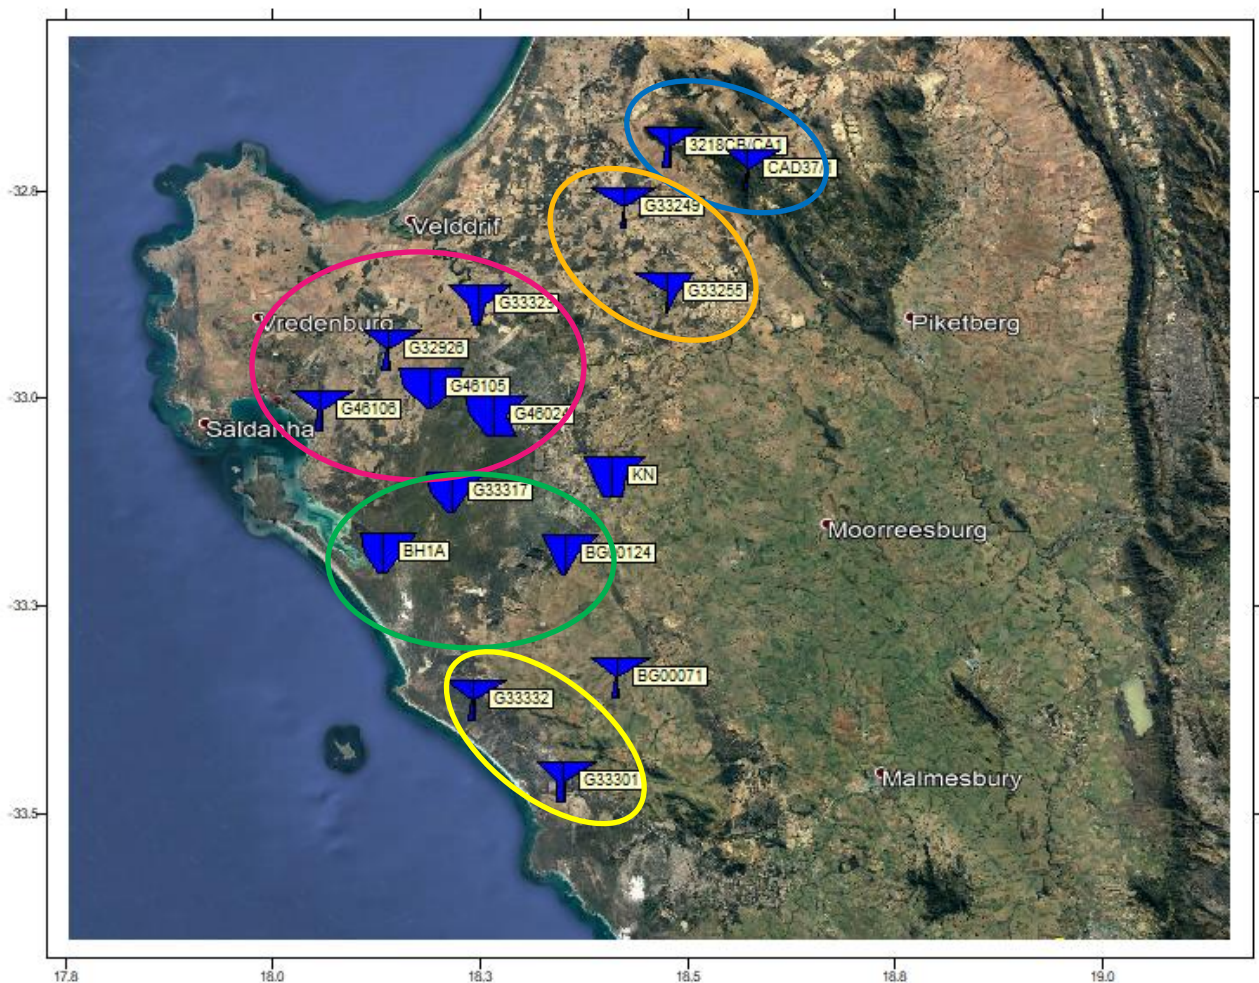 3218CB/CA1
CAD37/1
-32.8
G33249
Velddrif
G33255
G33323
Vredenburg
Piketberg
G32926
G46105
-33.0
G46106
G46024
Saldanha
KN
G33317
Moorreesburg
BH1A
BG00124
-33.3
BG00071
G33332
G33301
Malmesbury
-33.5
17.8 18.0 18.3 18.5 18.8 19.0